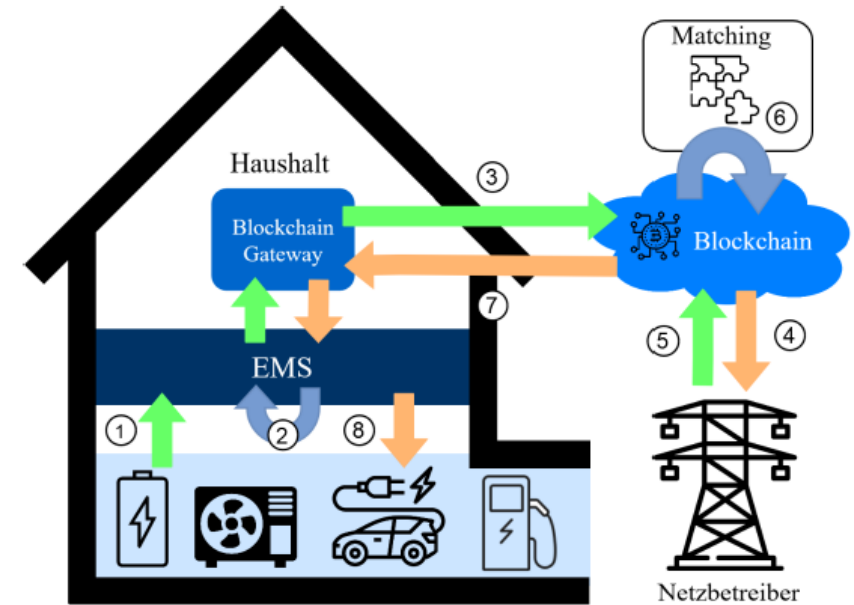 Matching
6
Haushalt
3
Blockchain
Gateway
Blockchain
7
5
4
EMS
1
2
8
Netzbetreiber